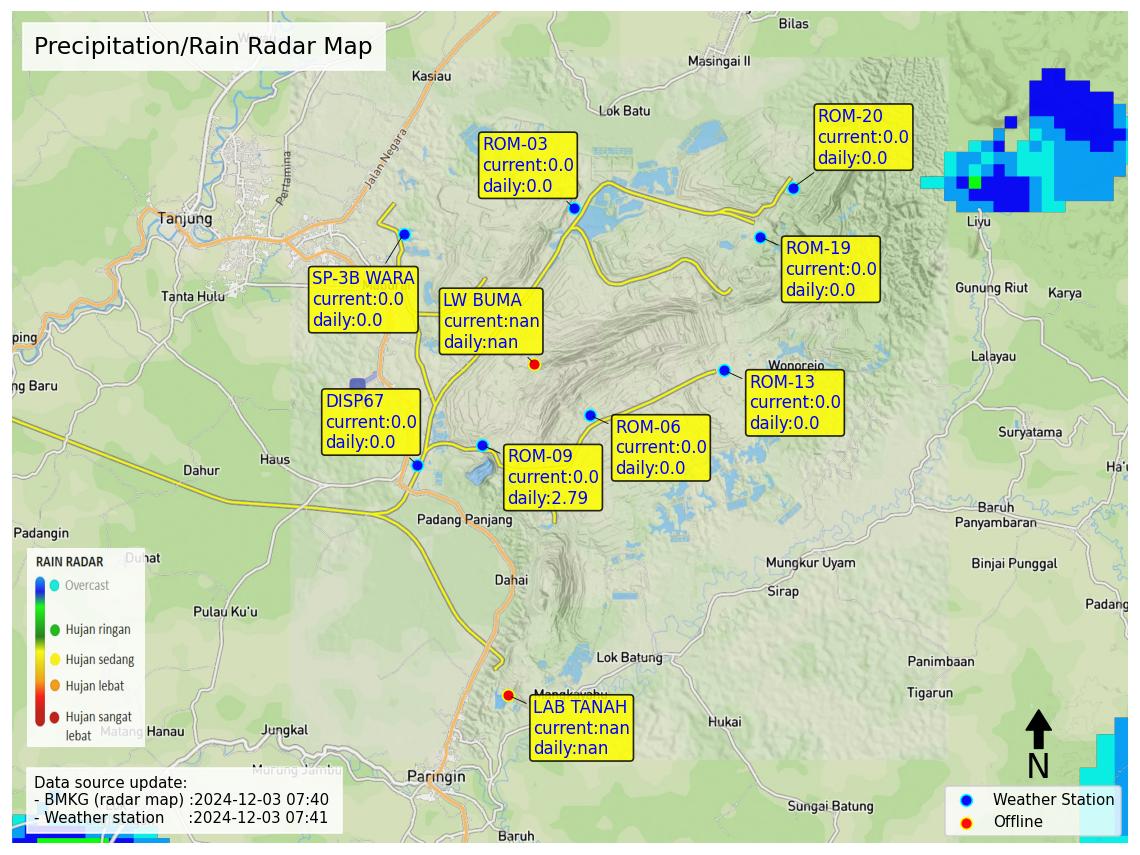 Precipitation/Rain Radar Map
Bilas
Masingai II
Kasiau
Lok Batu
Jalan Negara
Pertamina
Tanjung
Tanta Hulu
ROM-20
current:0.0
daily:0.0
ROM-03
current:0.0
daily:0.0
ROM-19
current:0.0
daily:0.0
SP-3B WARA
current:0.0
daily:0.0
LW BUMA
current:nan
daily:nan
Liyu
Gunung Riut
Karya
Lalayau
Wonorejo
ping
ng Baru
ROM-13
current:0.0
daily:0.0
DISP67
current:0.0
daily:0.0
ROM-06
current:0.0
daily:0.0
ROM-09
current:0.0
daily:2.79
Suryatama
Ha'u
Haus
Dahur
Padang Panjang
Baruh
Panyambaran
Padangin
Duhat
Binjai Punggal
Mungkur Uyam
Sirap
Dahai
Padang
Pulau Ku'u
RAIN RADAR
Overcast
Hujan ringan
Hujan sedang
Hujan lebat
Hujan sangat
lebat
Lok Batung
Panimbaan
Tigarun
Mangkayahu
LAB TANAH
current:nan
daily:nan
Hukai
Matang Hanau
Jungkal
Murung Jambu
Paringin
Sungai Batung
Baruh
N
Data source update:
- BMKG (radar map) :2024-12-03 07:40
- Weather station :2024-12-03 07:41
Weather Station
Offline